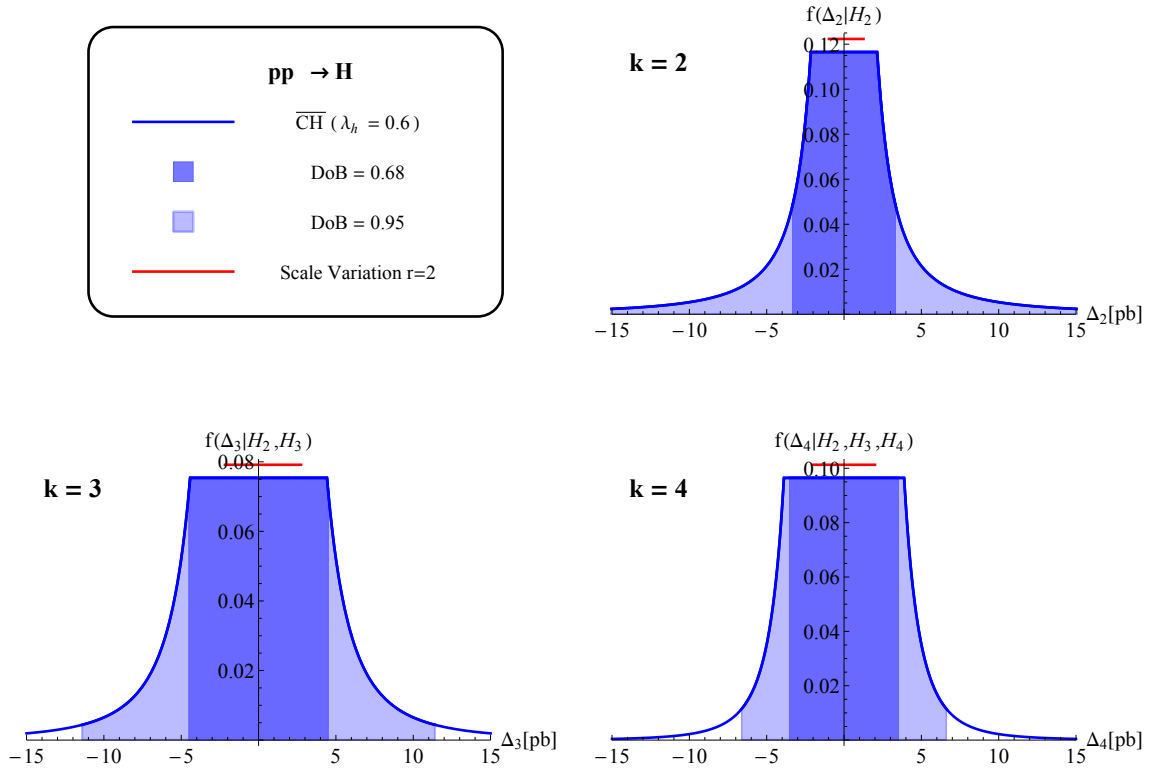 pp → H
C̅H̅ ( λh = 0.6 )
DoB = 0.68
DoB = 0.95
Scale Variation r=2
f(Δ2|H2)
k = 2
0.12
0.10
0.08
0.06
0.04
0.02
−15 −10 −5 5 10 15
Δ2[pb]
f(Δ3|H2,H3)
k = 3
0.08
0.06
0.04
0.02
−15 −10 −5 5 10 15
Δ3[pb]
f(Δ4|H2,H3,H4)
k = 4
0.10
0.08
0.06
0.04
0.02
−15 −10 −5 5 10 15
Δ4[pb]